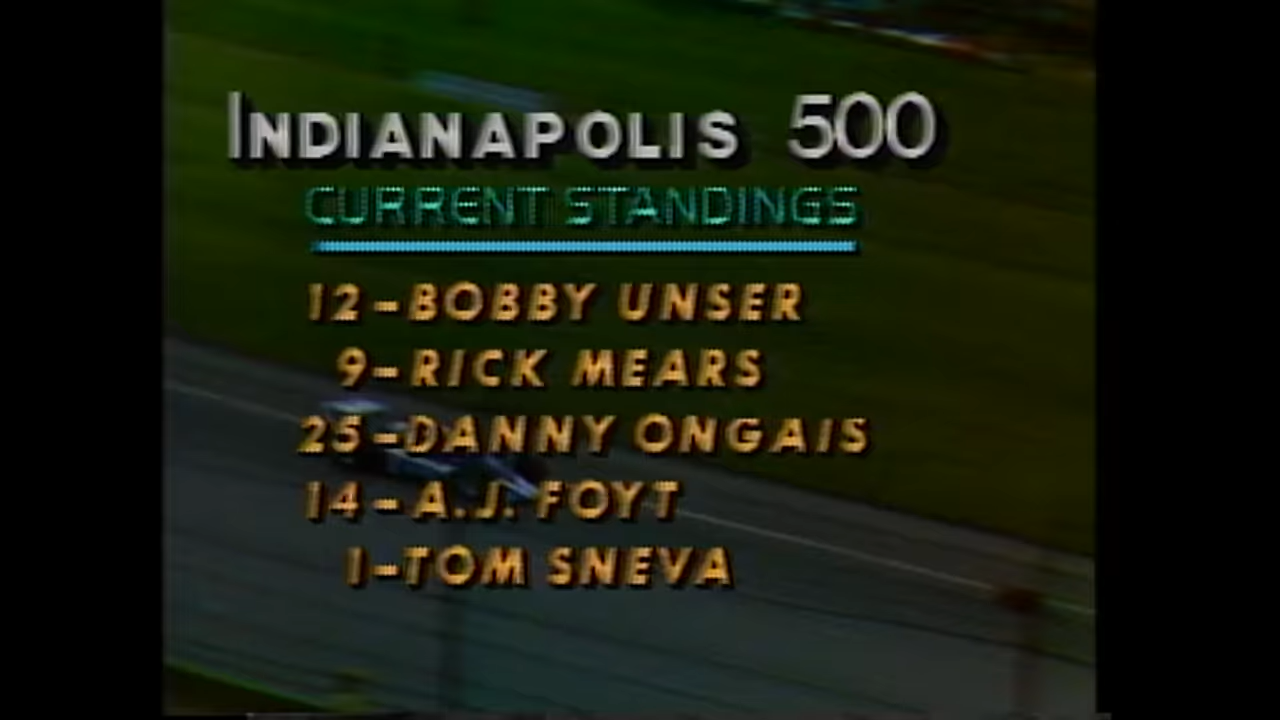 INDIANAPOLIS 500
CURRENT STANDINGS
12-BOBBY UNSER
9-RICK MEARS
25-DANNY ONGAIS
14-A.J. FOYT
1-TOM SNEVA